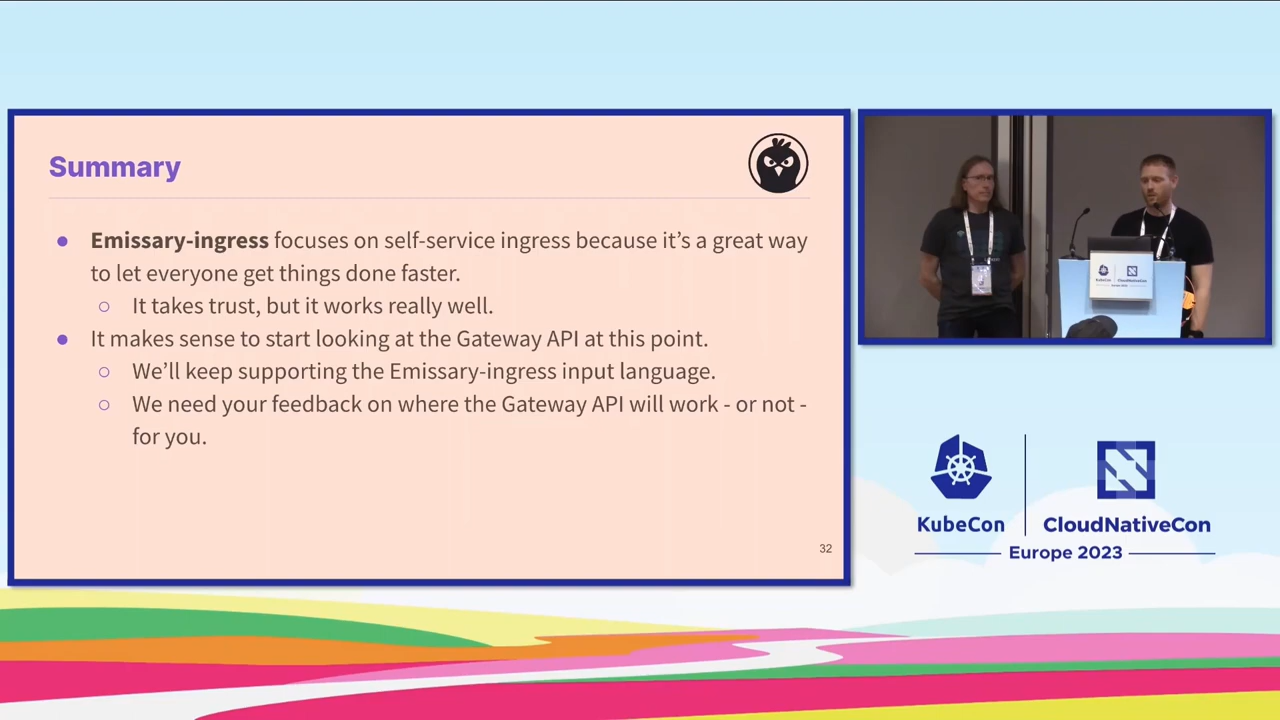 Summary
● Emissary-ingress focuses on self-service ingress because it’s a great way
to let everyone get things done faster.
○ It takes trust, but it works really well.
● It makes sense to start looking at the Gateway API at this point.
○ We’ll keep supporting the Emissary-ingress input language.
○ We need your feedback on where the Gateway API will work - or not -
for you.
32
KubeCon
CloudNativeCon
Europe 2023